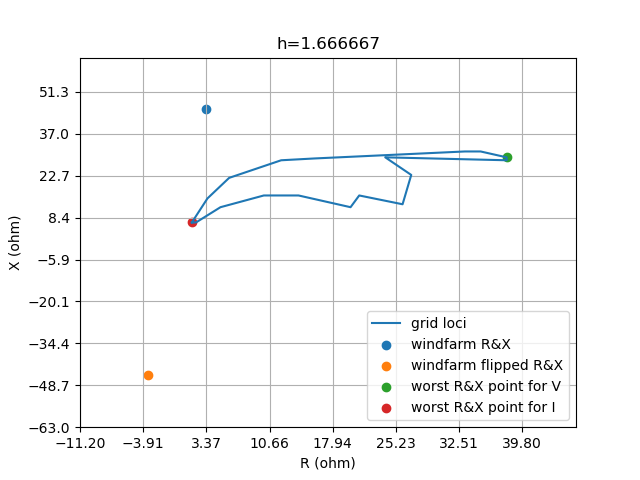 h=1.666667
X (ohm)
51.3
37.0
22.7
8.4
−5.9
−20.1
−34.4
−48.7
−63.0
grid loci
windfarm R&X
windfarm flipped R&X
worst R&X point for V
worst R&X point for I
−11.20 −3.91 3.37 10.66 17.94 25.23 32.51 39.80
R (ohm)